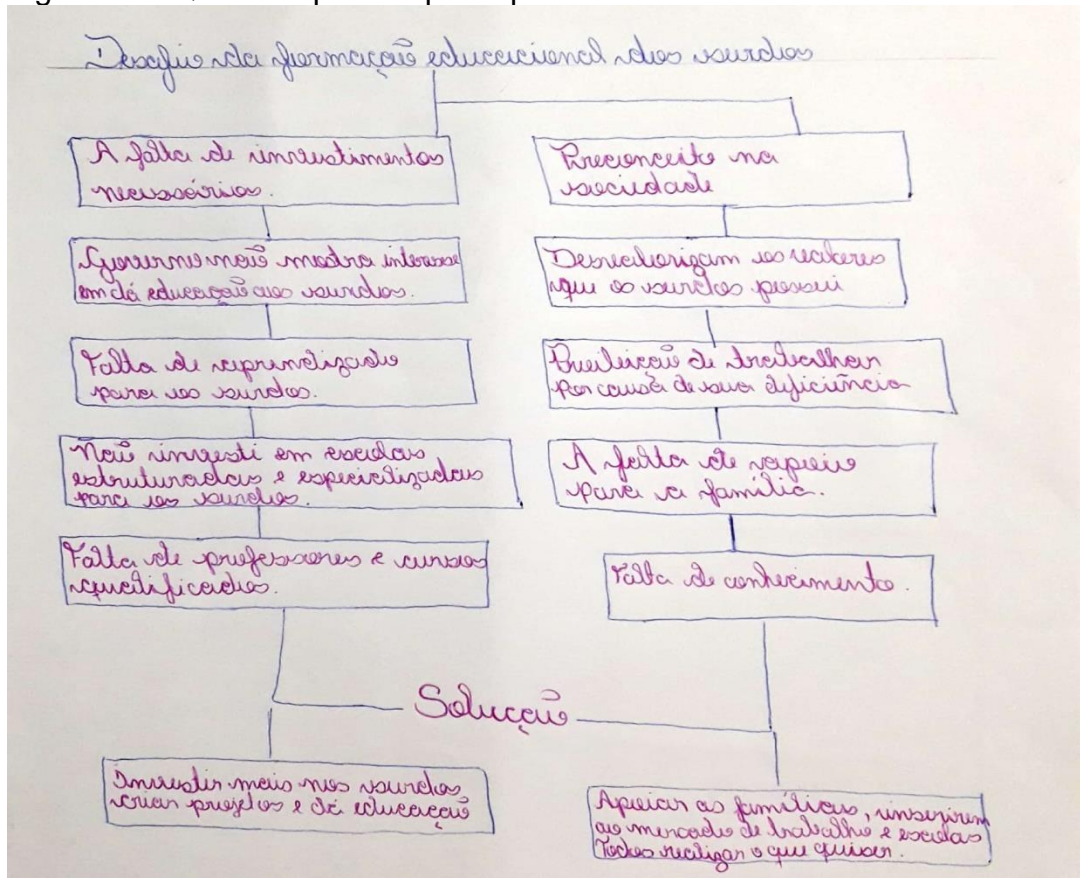 Desafio da formação educacional dos surdos
A falta de investimentos
necessários.
Governo não mostra interesse
em dá educação aos surdos.
Falta de aprendizado
para os surdos.
Não investi em escolas
estruturadas e especializadas
para os surdos.
Falta de professores e cursos
qualificados.
Preconceito na
sociedade
Desvalorizam os valores
que os surdos possui
Proibição de trabalhar
por causa de sua deficiência
A falta de apoio
para a família.
Falta de conhecimento.
Solução
Investir mais nos surdos
criar projetos e dá educação
Apoiar as famílias, inserirem
ao mercado de trabalho e escolas
Todos realizar o que quiser.